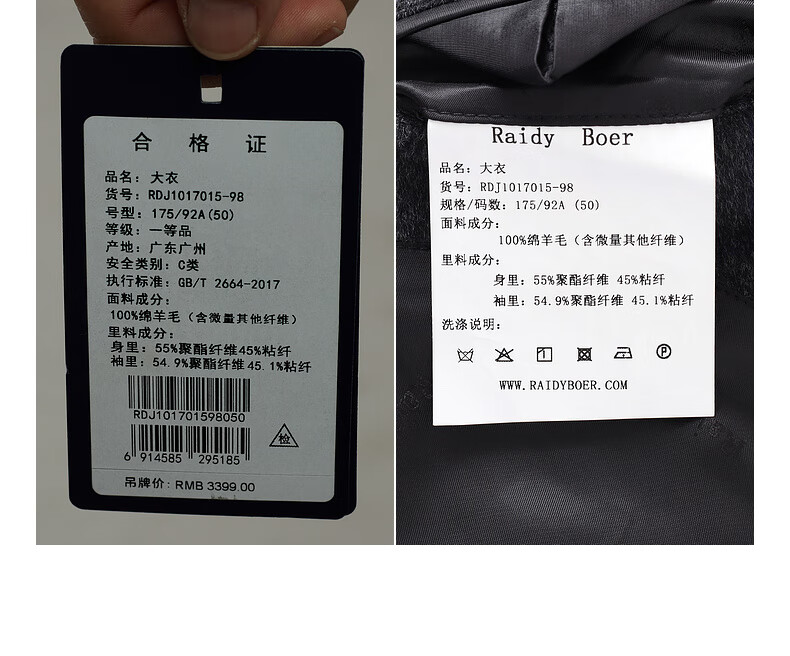 合格证
品名：大衣
货号：RDJ1017015-98
号型：175/92A(50)
等级：一等品
产地：广东广州
安全类别：C类
执行标准：GB/T 2664-2017
面料成分：
100%绵羊毛（含微量其他纤维）
里料成分：
身里：55%聚酯纤维45%粘纤
袖里：54.9%聚酯纤维45.1%粘纤
RDJ101701598050
6 914585 295185
检
吊牌价：RMB 3399.00
Raidy Boer
品名：大衣
货号：RDJ1017015-98
规格/码数：175/92A (50)
面料成分：
100%绵羊毛（含微量其他纤维）
里料成分：
身里：55%聚酯纤维 45%粘纤
袖里：54.9%聚酯纤维 45.1%粘纤
洗涤说明：
P
WWW.RAIDYBOER.COM